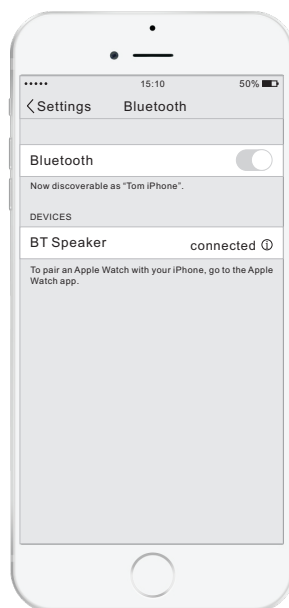 15:10 50%
Settings Bluetooth
Bluetooth
Now discoverable as “Tom iPhone”.
DEVICES
BT Speaker connected
To pair an Apple Watch with your iPhone, go to the Apple
Watch app.